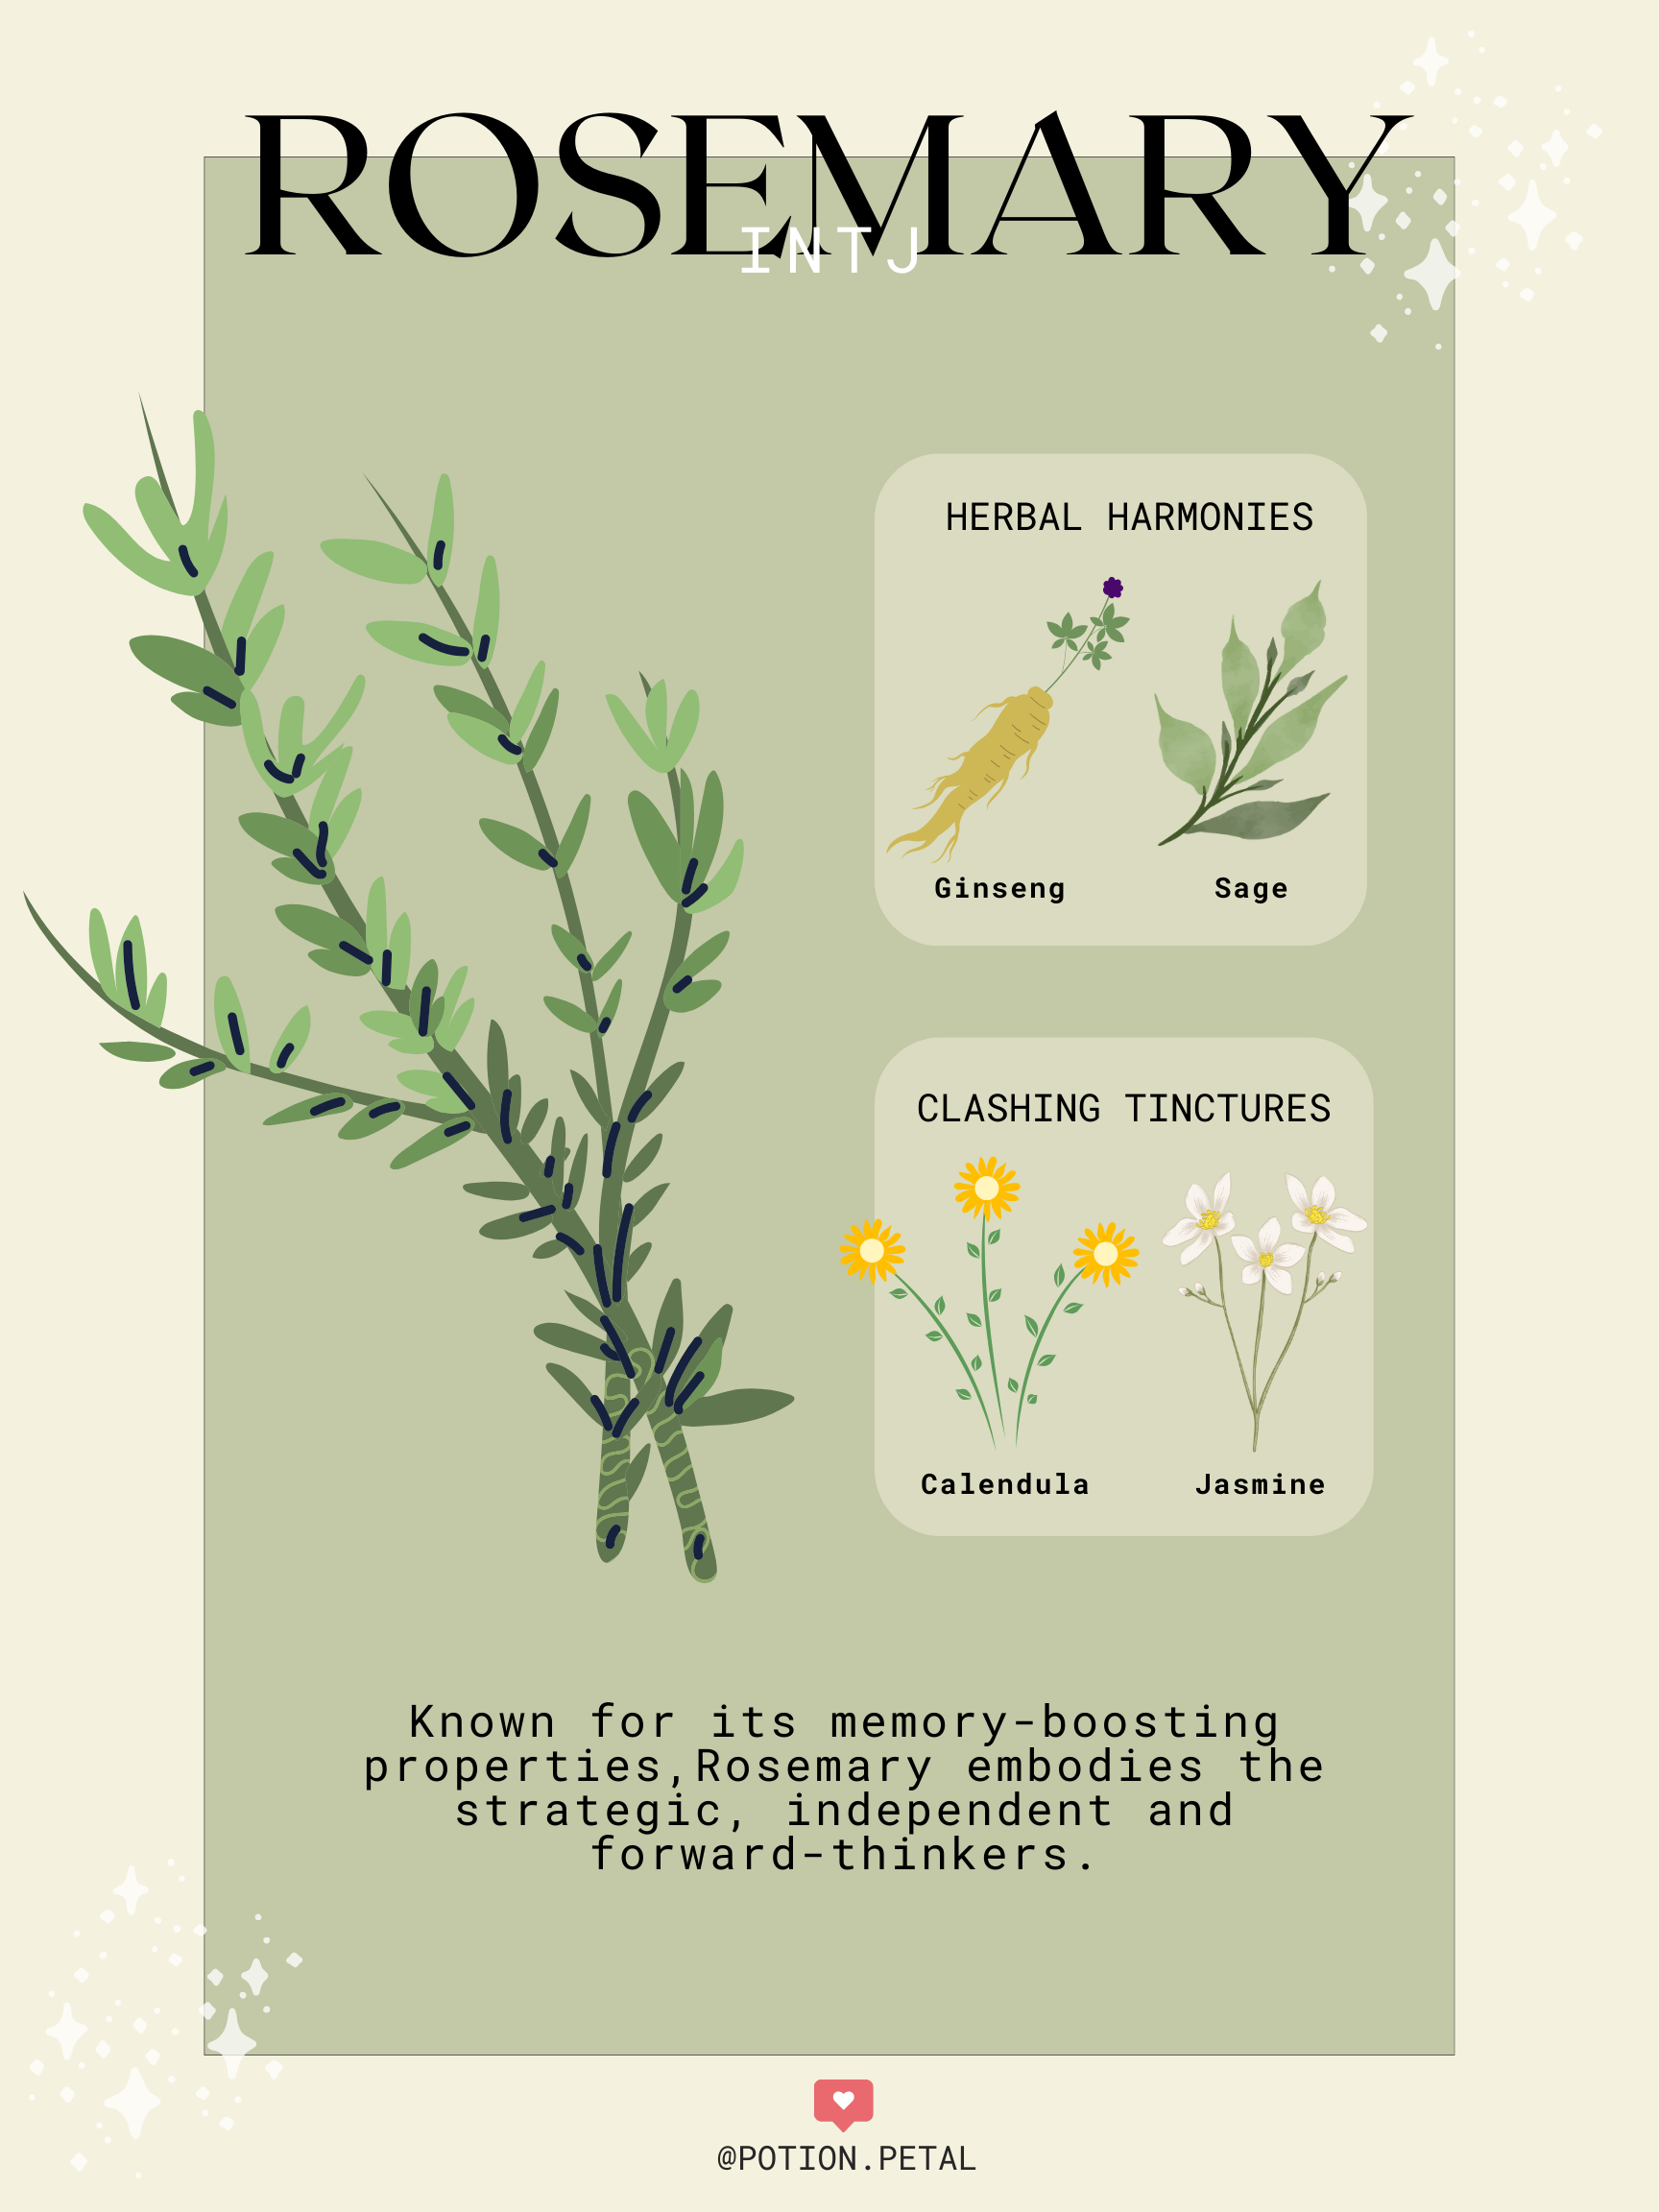 ROSEMARY
INTJ
HERBAL HARMONIES
Ginseng Sage
CLASHING TINCTURES
Calendula Jasmine
Known for its memory-boosting
properties,Rosemary embodies the
strategic, independent and
forward-thinkers.
@POTION.PETAL